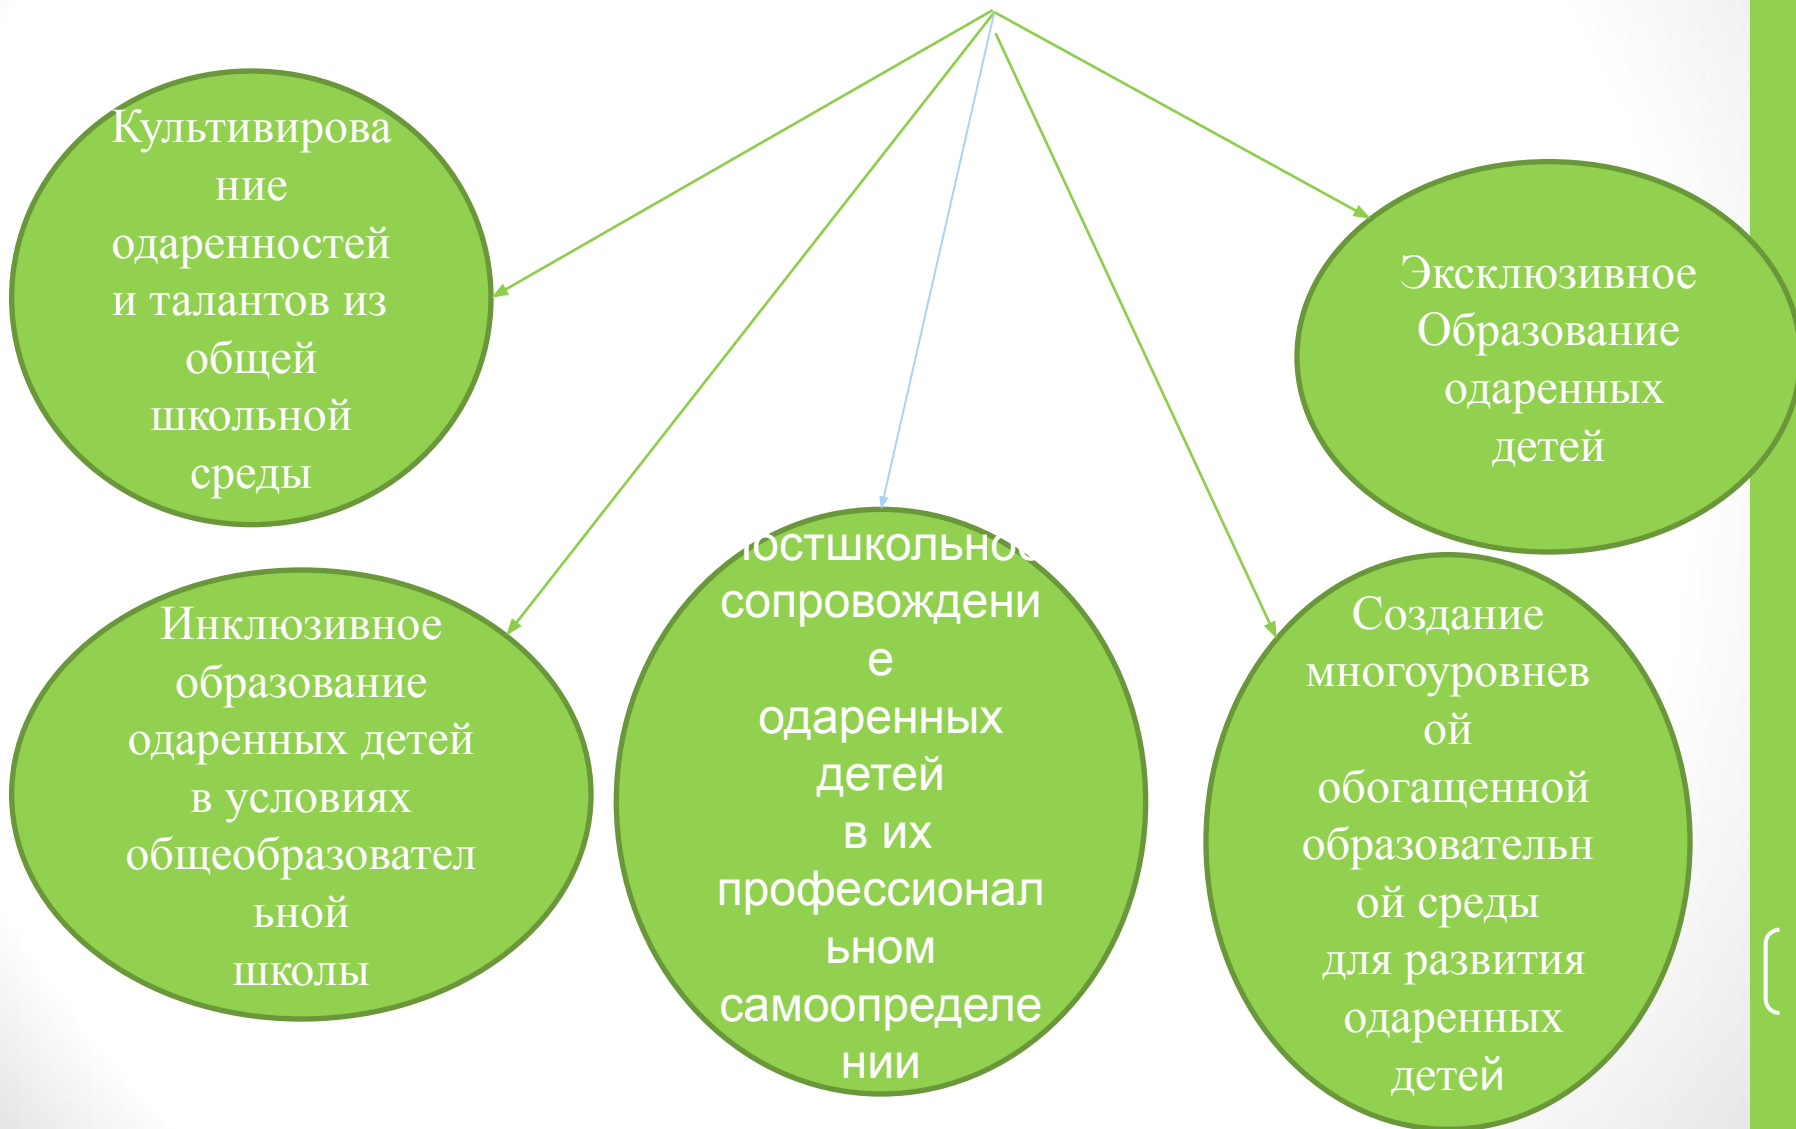 Культивирова
ние
одаренностей
и талантов из
общей
школьной
среды
Эксклюзивное
Образование
одаренных
детей
Инклюзивное
образование
одаренных детей
в условиях
общеобразовател
ьной
школы
Постшкольное
сопровождени
е
одаренных
детей
в их
профессионал
ьном
самоопределе
нии
Создание
многоуровнев
ой
обогащенной
образовательн
ой среды
для развития
одаренных
детей